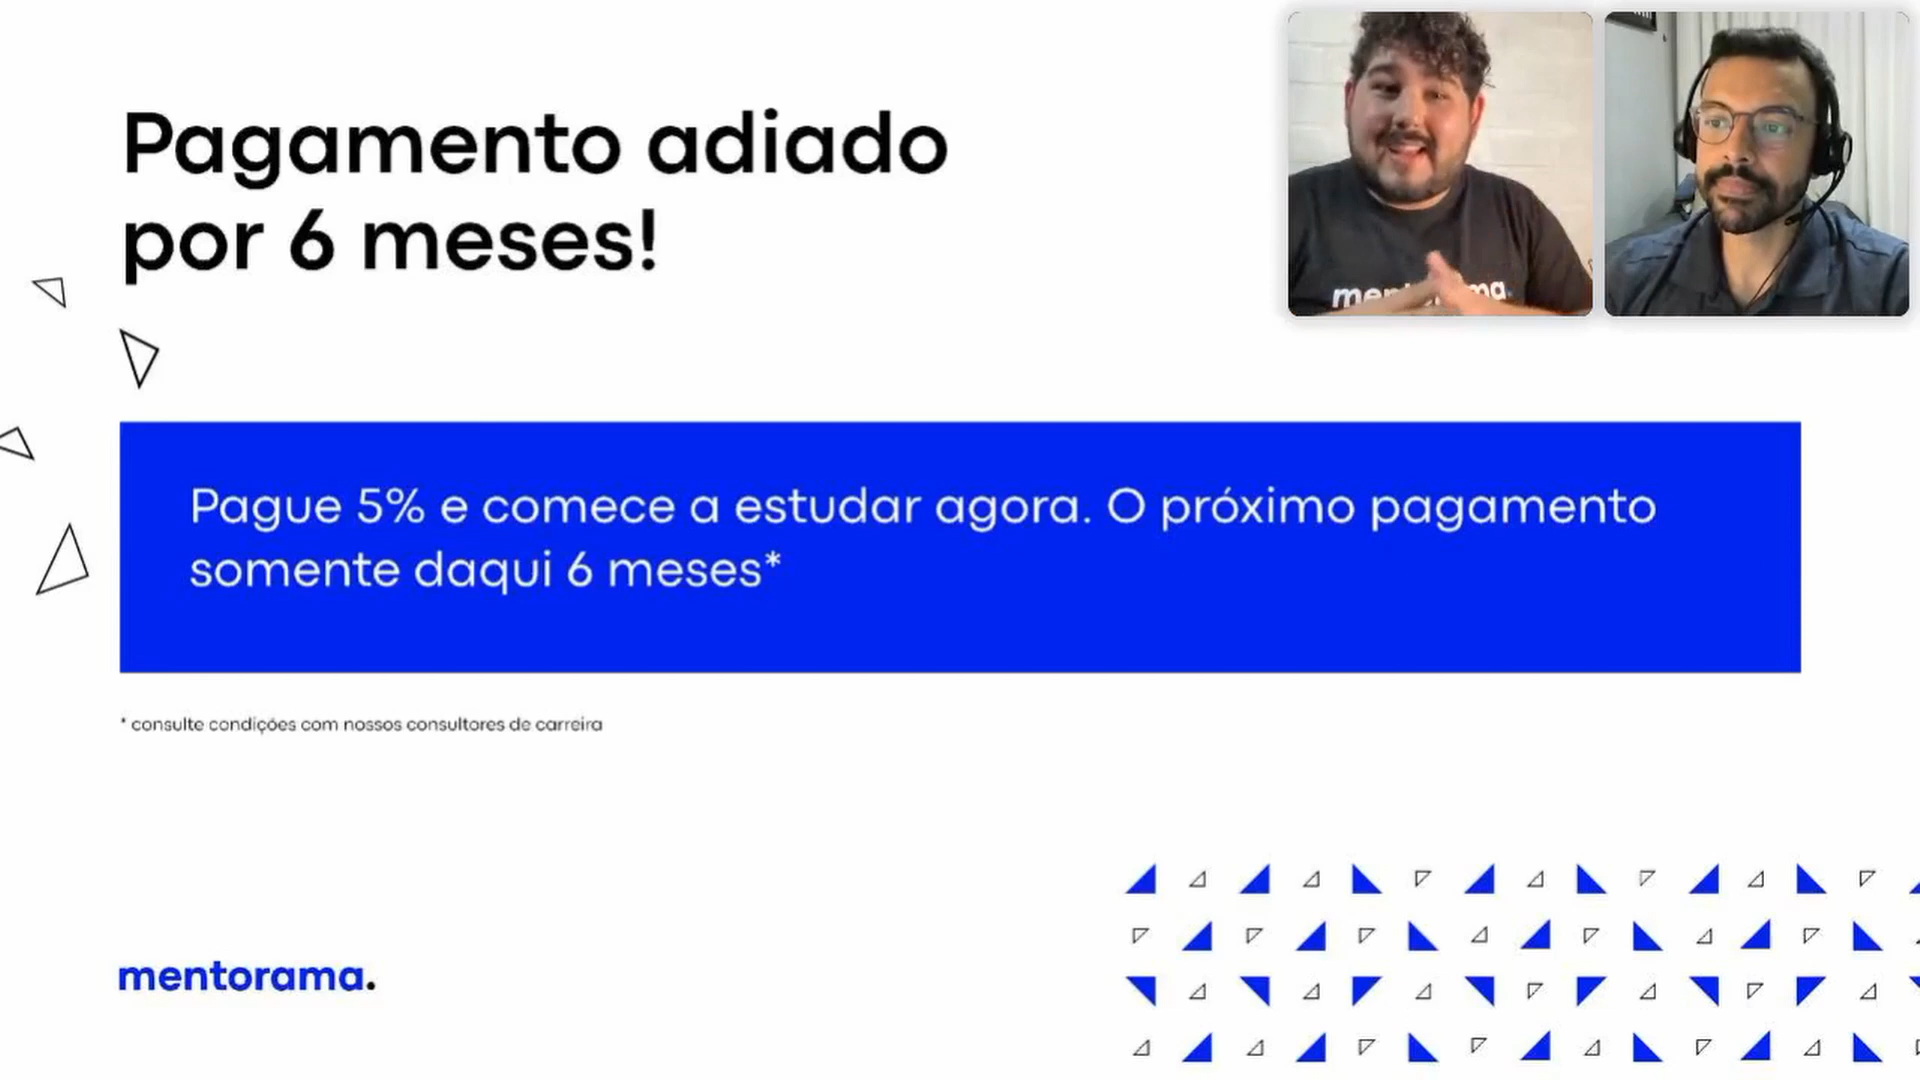 Pagamento adiado
por 6 meses!
Pague 5% e comece a estudar agora. O próximo pagamento
somente daqui 6 meses*
* consulte condições com nossos consultores de carreira
mentorama.